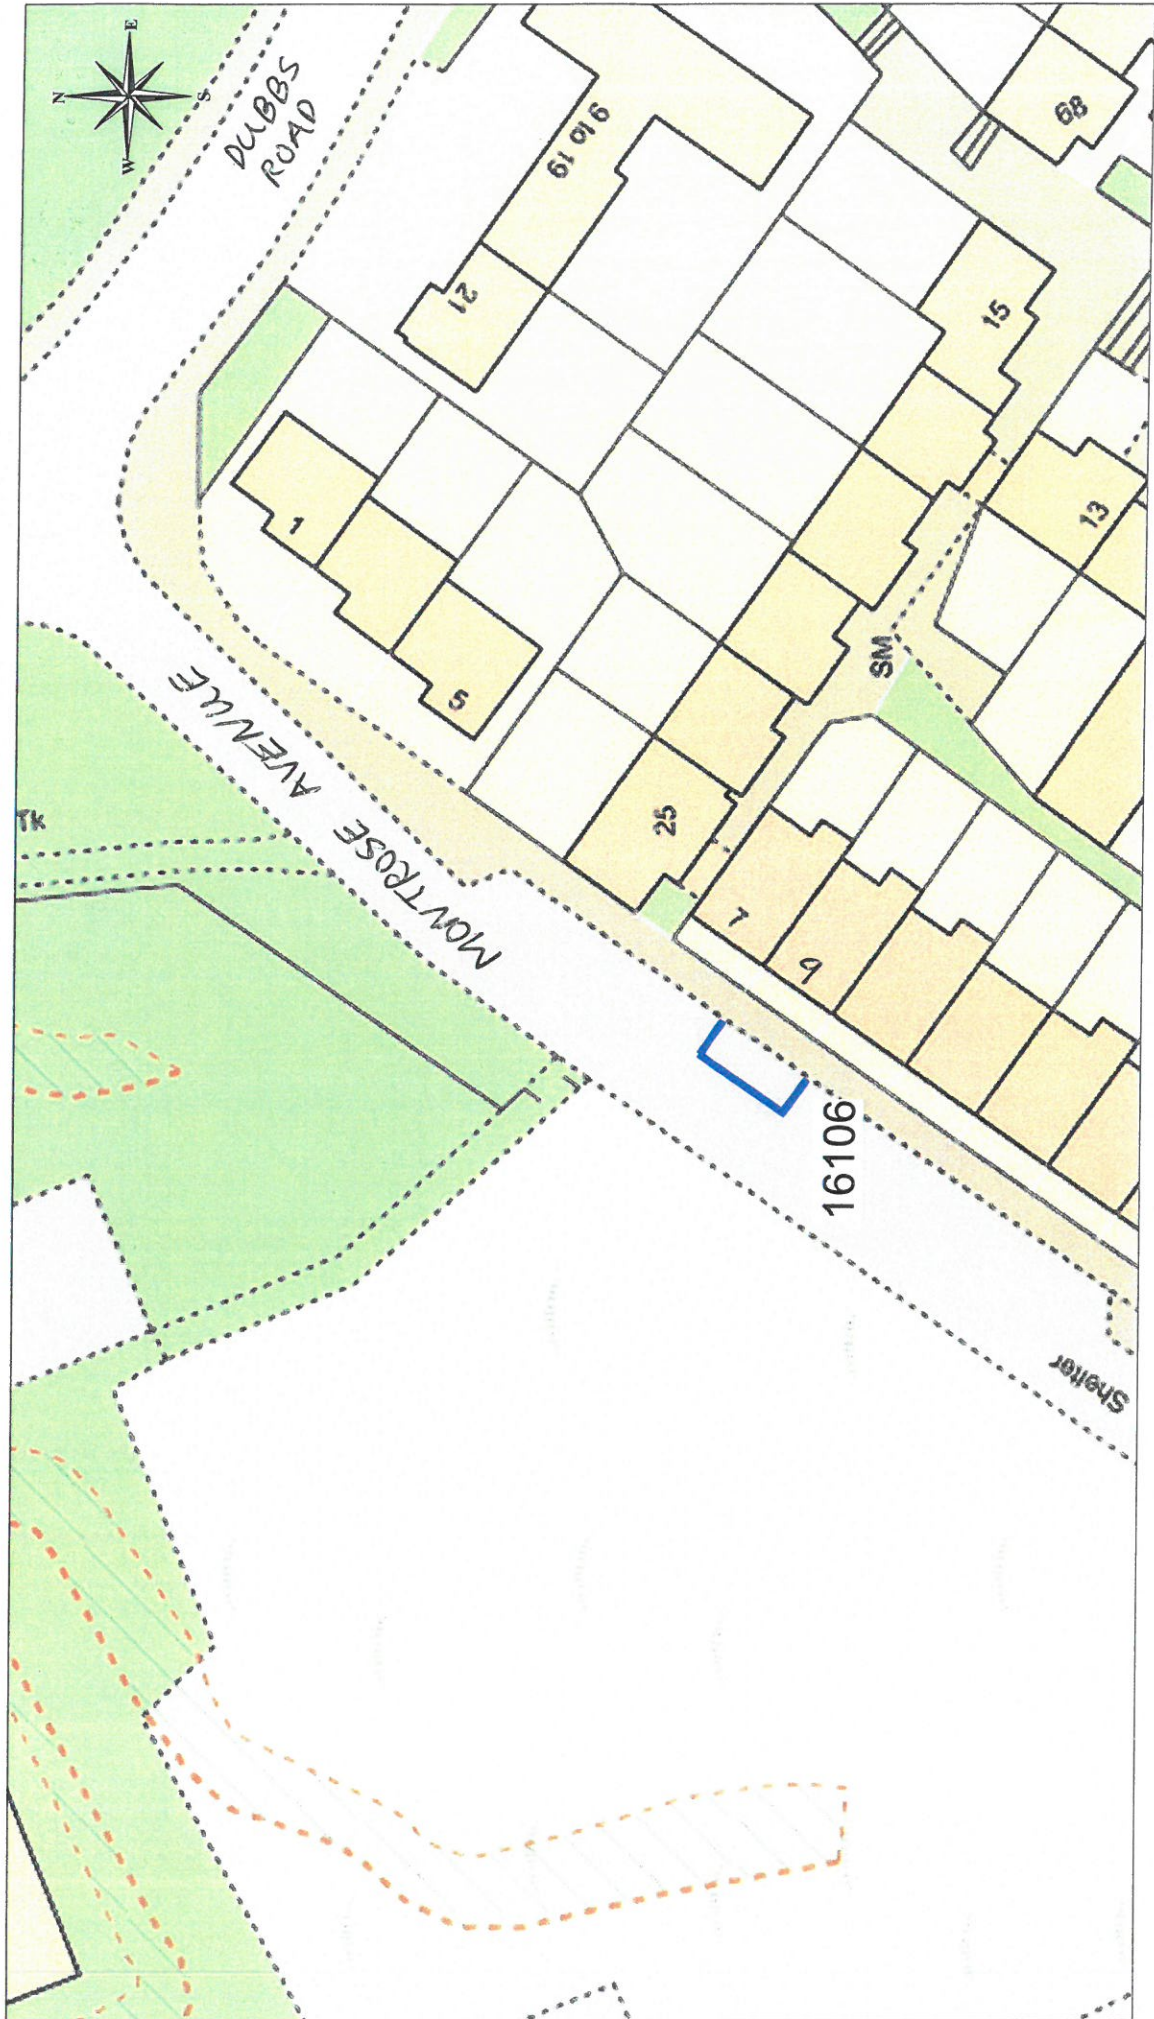 N
E
S
W
DUBBS
ROAD
9 to 19
21
68
15
13
1
5
SM
MONTROSE AVENUE
25
7
9
Tk
16106
Shelter